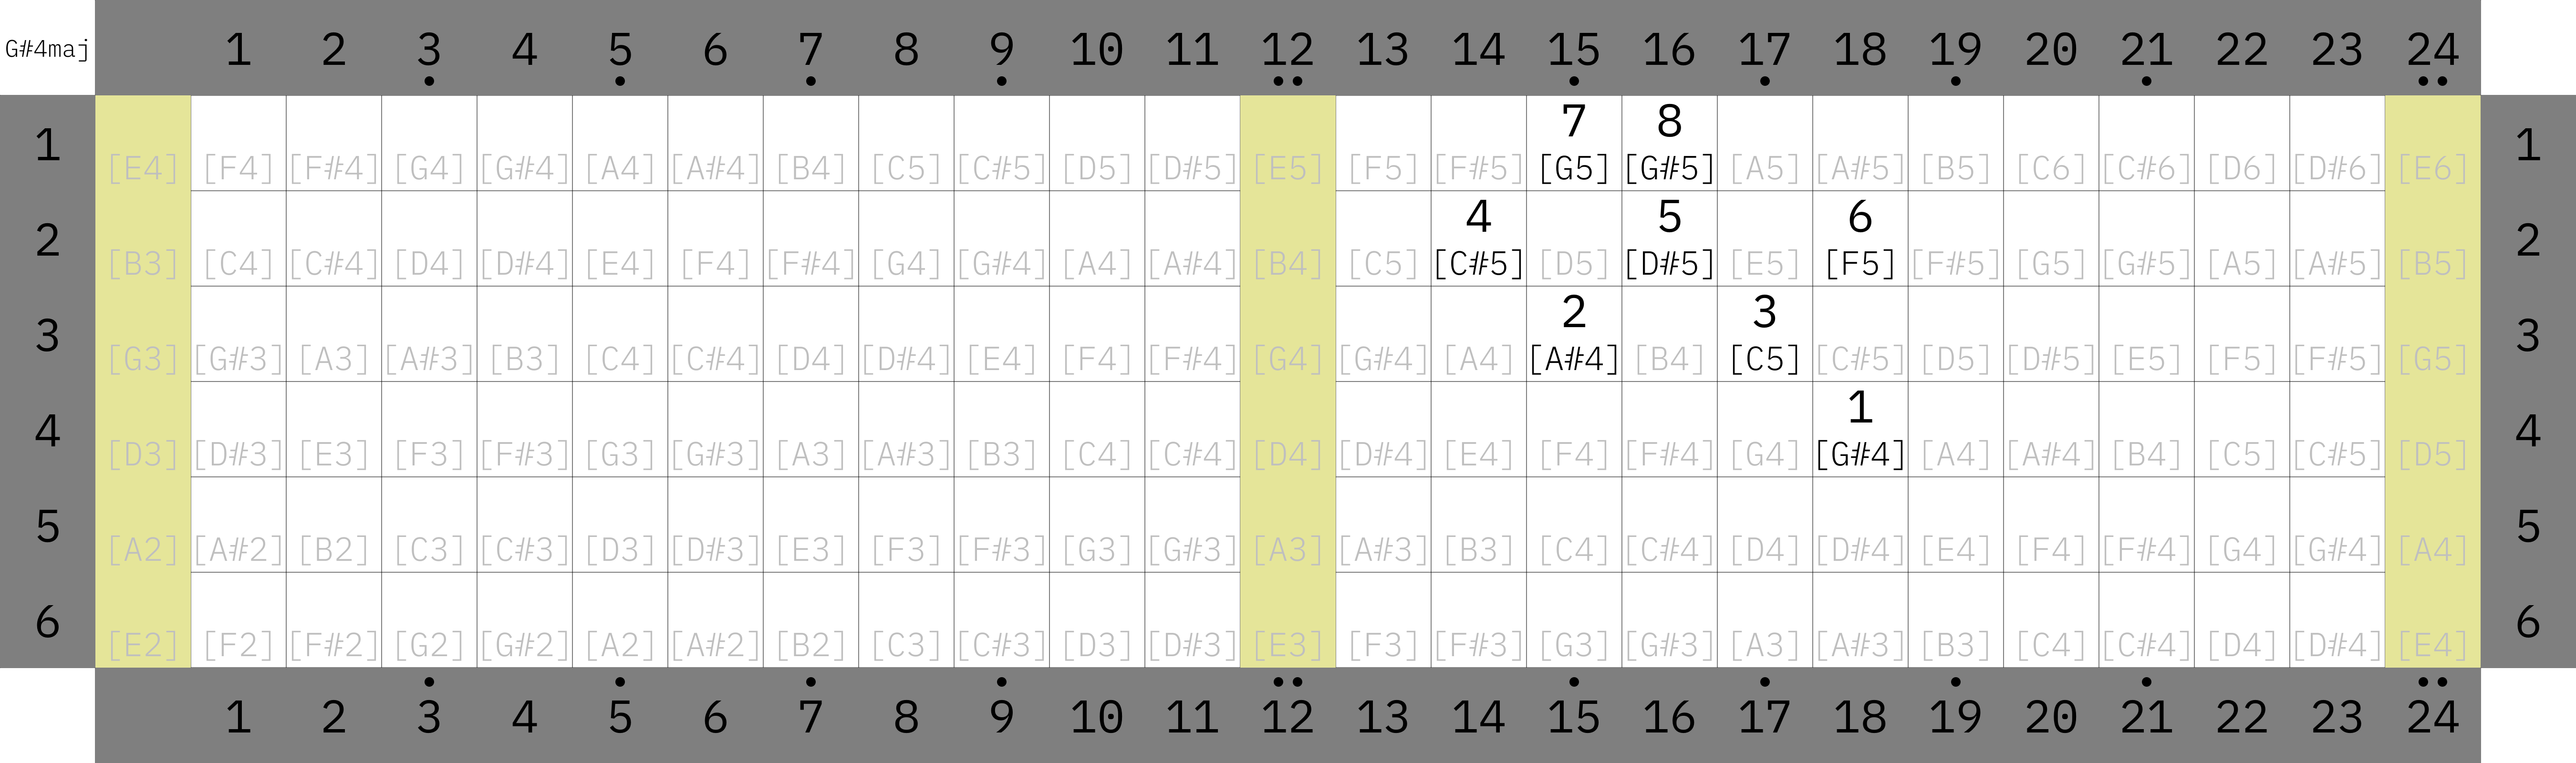 G#4maj 1 2 3 4 5 6 7 8 9 10 11 12 13 14 15 16 17 18 19 20 21 22 23 24
7 8
1 [E4] [F4] [F#4] [G4] [G#4] [A4] [A#4] [B4] [C5] [C#5] [D5] [D#5] [E5] [F5] [F#5] [G5] [G#5] [A5] [A#5] [B5] [C6] [C#6] [D6] [D#6] [E6] 1
4 5 6
2 [B3] [C4] [C#4] [D4] [D#4] [E4] [F4] [F#4] [G4] [G#4] [A4] [A#4] [B4] [C5] [C#5] [D5] [D#5] [E5] [F5] [F#5] [G5] [G#5] [A5] [A#5] [B5] 2
2 3
3 [G3] [G#3] [A3] [A#3] [B3] [C4] [C#4] [D4] [D#4] [E4] [F4] [F#4] [G4] [G#4] [A4] [A#4] [B4] [C5] [C#5] [D5] [D#5] [E5] [F5] [F#5] [G5] 3
1
4 [D3] [D#3] [E3] [F3] [F#3] [G3] [G#3] [A3] [A#3] [B3] [C4] [C#4] [D4] [D#4] [E4] [F4] [F#4] [G4] [G#4] [A4] [A#4] [B4] [C5] [C#5] [D5] 4
5 [A2] [A#2] [B2] [C3] [C#3] [D3] [D#3] [E3] [F3] [F#3] [G3] [G#3] [A3] [A#3] [B3] [C4] [C#4] [D4] [D#4] [E4] [F4] [F#4] [G4] [G#4] [A4] 5
6 [E2] [F2] [F#2] [G2] [G#2] [A2] [A#2] [B2] [C3] [C#3] [D3] [D#3] [E3] [F3] [F#3] [G3] [G#3] [A3] [A#3] [B3] [C4] [C#4] [D4] [D#4] [E4] 6
1 2 3 4 5 6 7 8 9 10 11 12 13 14 15 16 17 18 19 20 21 22 23 24